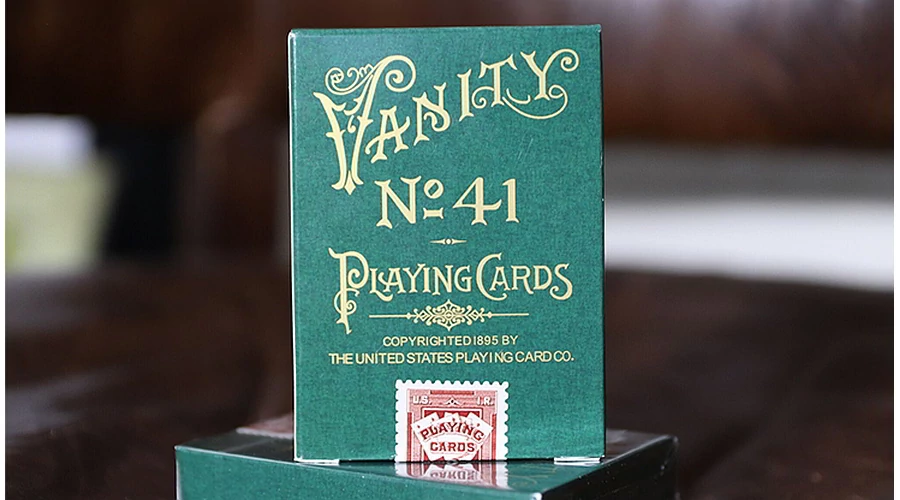 VANITY
No 41
PLAYING CARDS
COPYRIGHTED 1895 BY
THE UNITED STATES PLAYING CARD CO.
U.S. I.R.
PLAYING
CARDS